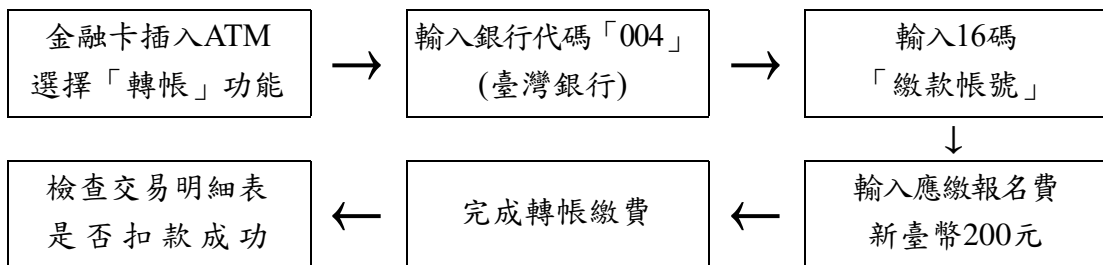 金融卡插入ATM
選擇「轉帳」功能
→
輸入銀行代碼「004」
(臺灣銀行)
→
輸入16碼
「繳款帳號」
↓
輸入應繳報名費
新臺幣200元
←
完成轉帳繳費
←
檢查交易明細表
是否扣款成功